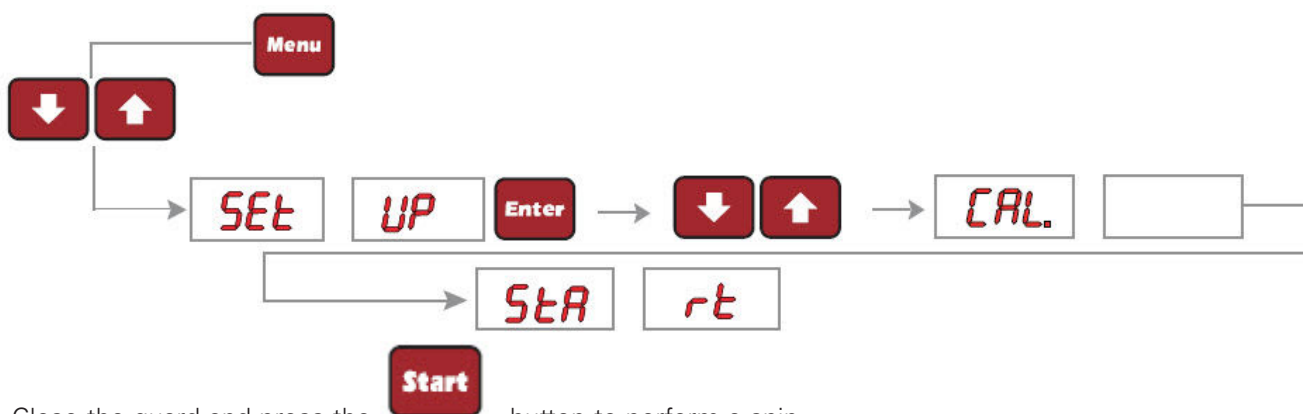 Menu
SEt UP Enter CAL.
StA rt
Start
Close the guard and press the button to perform a spin